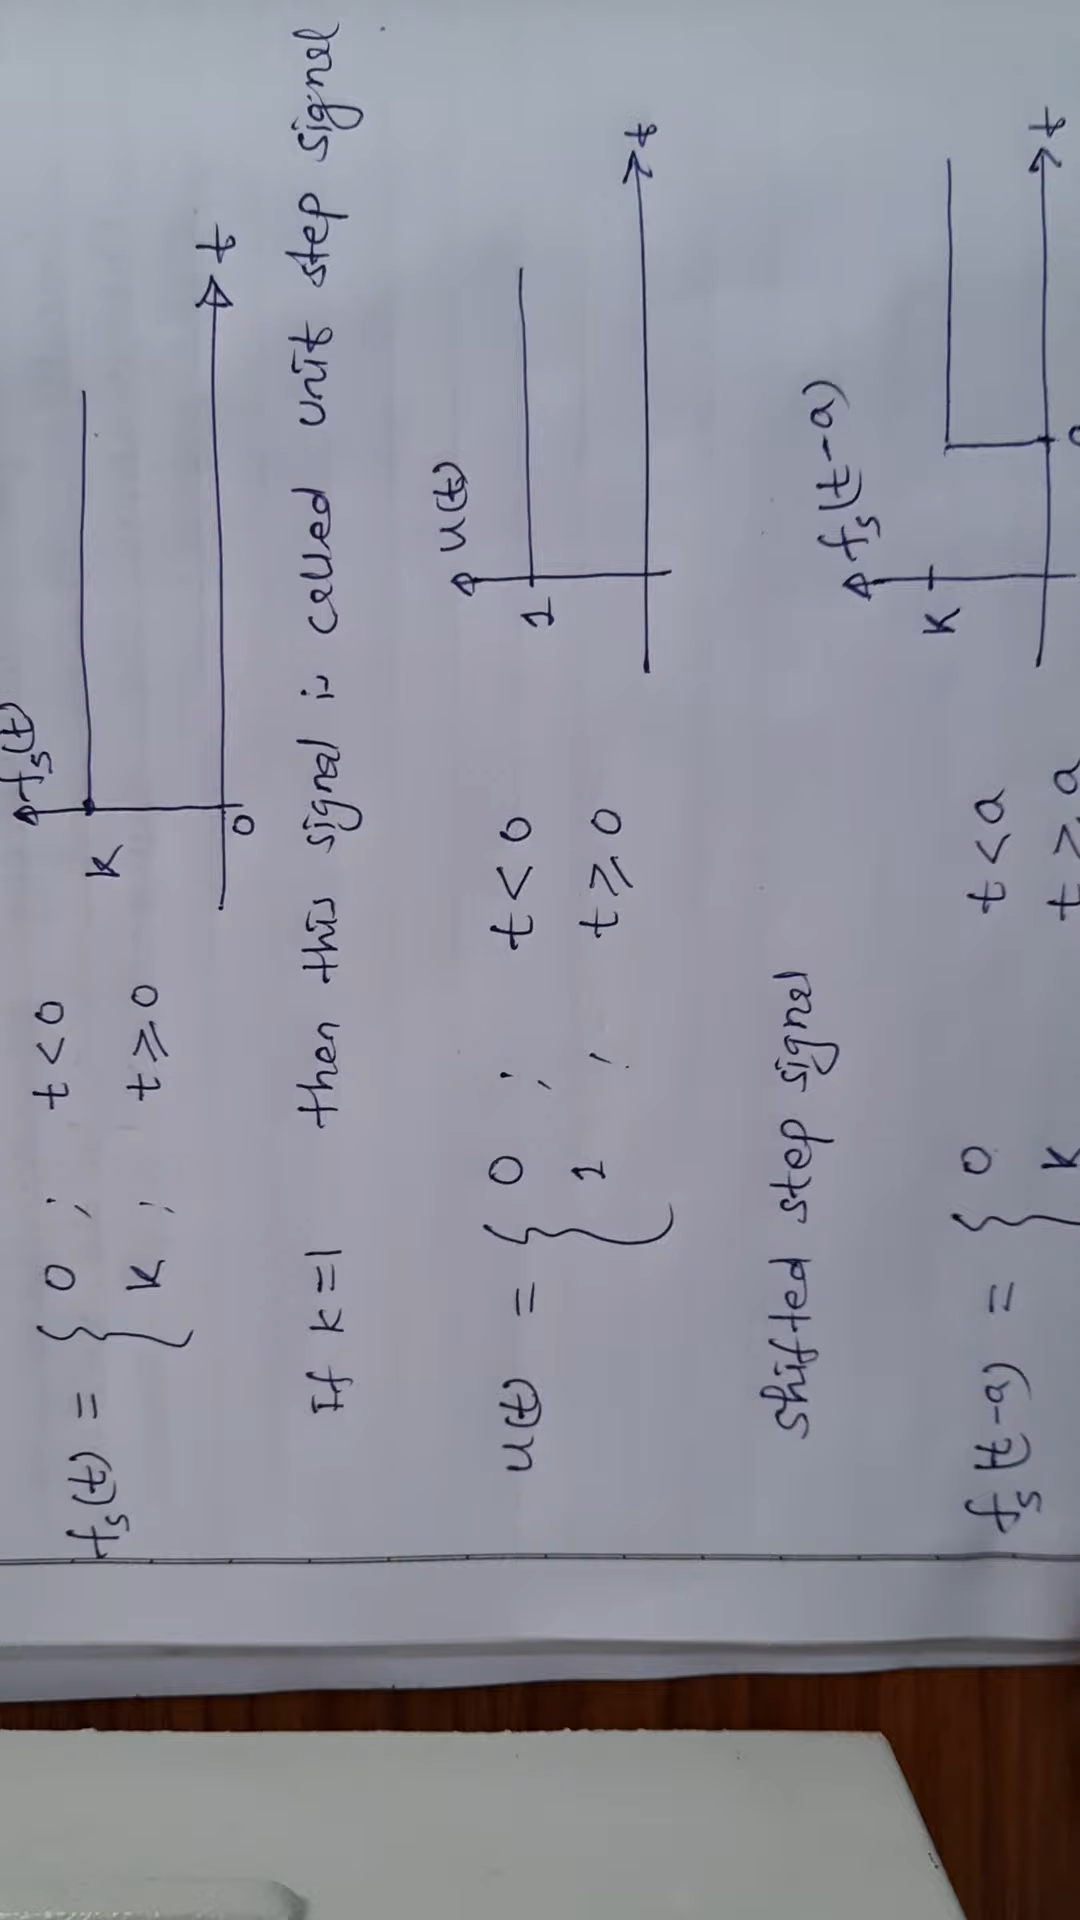 fs(t)
K
0
t
fs(t) = { 0 ; t < 0
K ; t ≥ 0
If K=1 then this signal is called unit step signal
u(t)
1
t
u(t) = { 0 ; t < 0
1 , t ≥ 0
shifted step signal
fs(t-a)
K
t
fs(t-a) = { 0 t < a
K t ≥ a